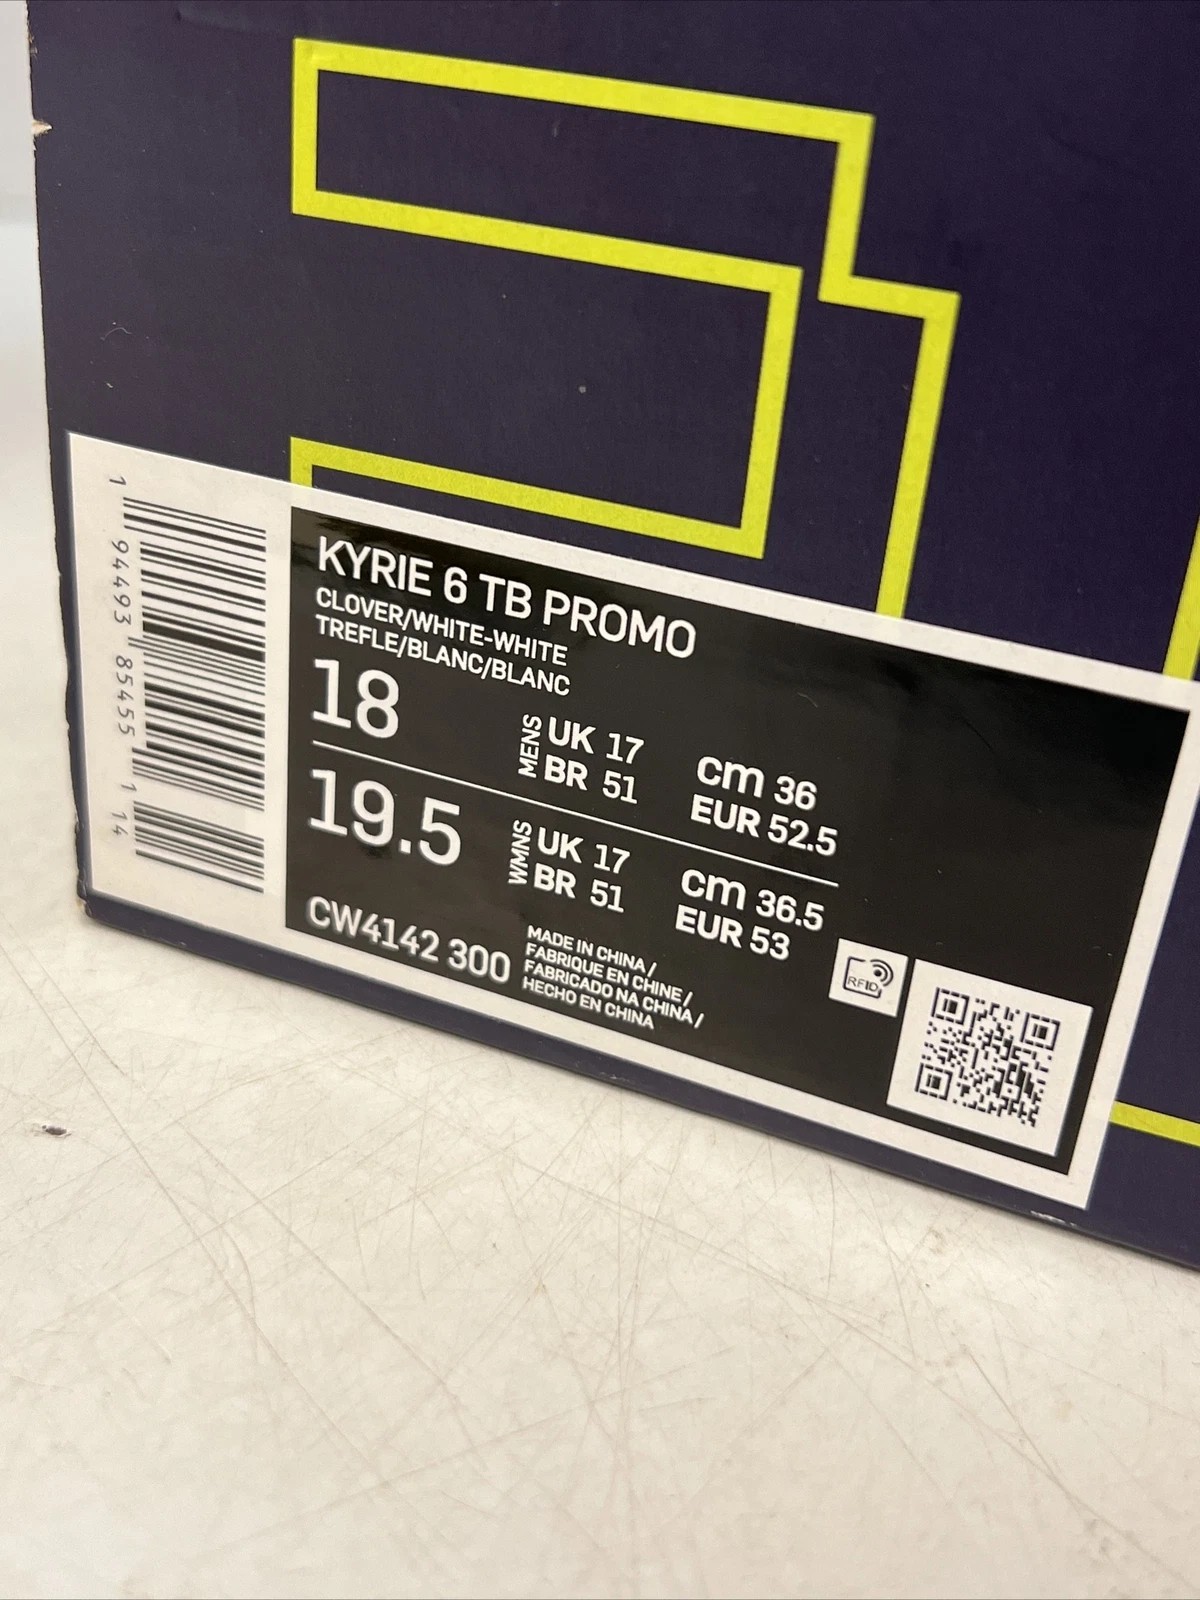 KYRIE 6 TB PROMO
CLOVER/WHITE-WHITE
TREFLE/BLANC/BLANC
18
MENS
UK 17
BR 51
cm 36
EUR 52.5
19.5
WMNS
UK 17
BR 51
cm 36.5
EUR 53
CW4142 300
MADE IN CHINA /
FABRIQUE EN CHINE /
FABRICADO NA CHINA /
HECHO EN CHINA
RFID
1 94493 85455 1 14